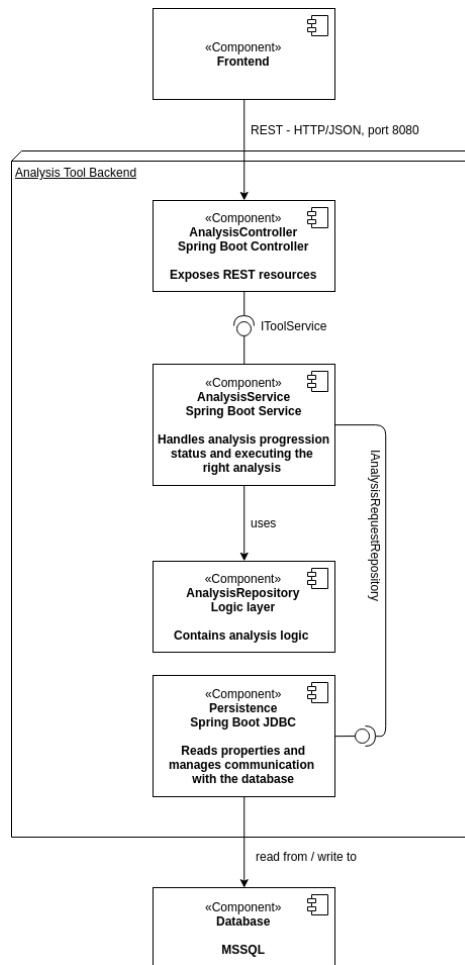 «Component»
Frontend
REST - HTTP/JSON, port 8080
Analysis Tool Backend
«Component»
AnalysisController
Spring Boot Controller
Exposes REST resources
IToolService
«Component»
AnalysisService
Spring Boot Service
Handles analysis progression
status and executing the
right analysis
IAnalysisRequestRepository
uses
«Component»
AnalysisRepository
Logic layer
Contains analysis logic
«Component»
Persistence
Spring Boot JDBC
Reads properties and
manages communication
with the database
read from / write to
«Component»
Database
MSSQL